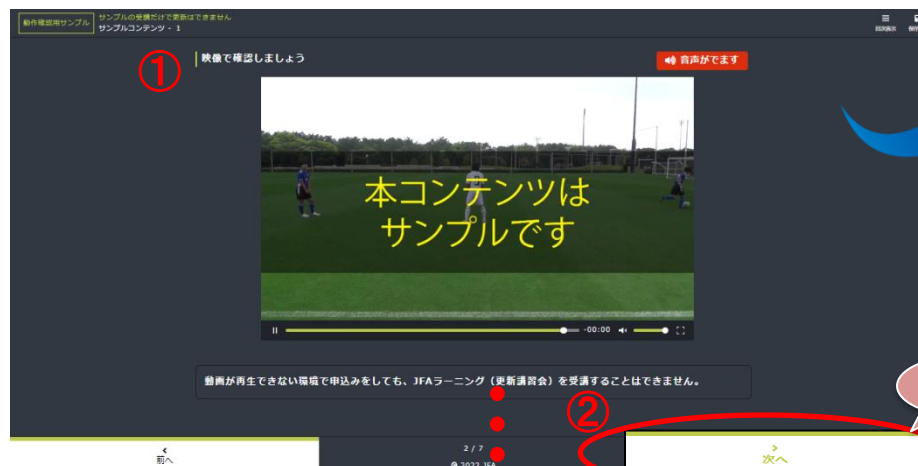 動作確認用サンプル
サンプルの受講だけで更新はできません
サンプルコンテンツ - 1
目次表示
①
映像で確認しましょう
音声がでます
本コンテンツは
サンプルです
-00:00
動画が再生できない環境で申込みをしても、JFAラーニング（更新講習会）を受講することはできません。
②
前へ
2 / 7
© 2022 JFA
次へ